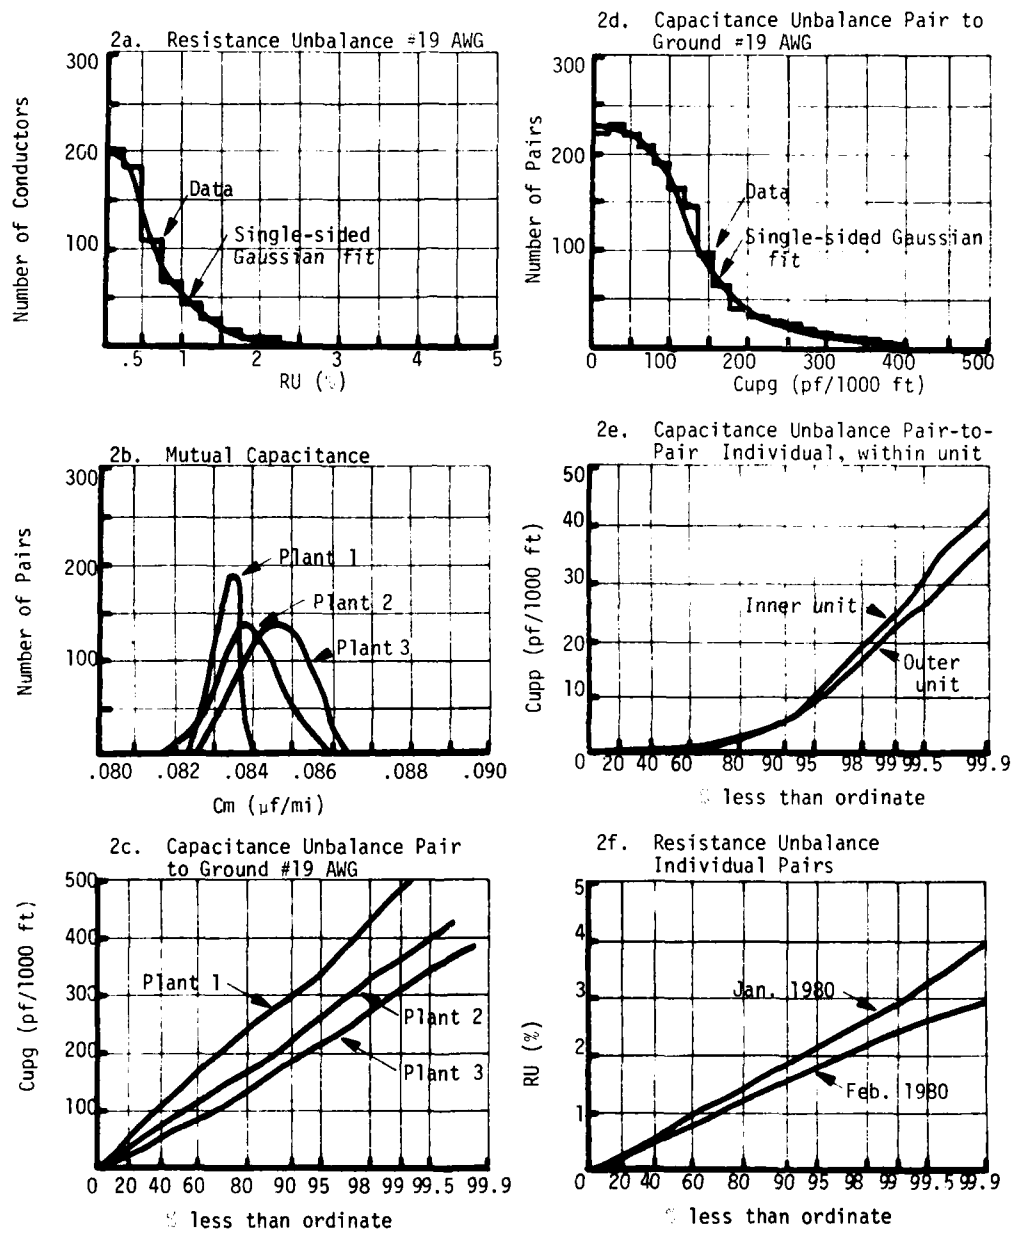 2a. Resistance Unbalance #19 AWG
300
200
100
Number of Conductors
Data
Single-sided
Gaussian fit
.5 1 2 3 4 5
RU (%)
2d. Capacitance Unbalance Pair to
Ground #19 AWG
300
200
100
Number of Pairs
Data
Single-sided Gaussian
fit
0 100 200 300 400 500
Cupg (pf/1000 ft)
2b. Mutual Capacitance
300
200
100
Number of Pairs
Plant 1
Plant 2
Plant 3
.080 .082 .084 .086 .088 .090
Cm (µf/mi)
2e. Capacitance Unbalance Pair-to-
Pair Individual, within unit
50
40
30
20
10
Cupp (pf/1000 ft)
Inner unit
Outer
unit
0 20 40 60 80 90 95 98 99 99.5 99.9
% less than ordinate
2c. Capacitance Unbalance Pair
to Ground #19 AWG
500
400
300
200
100
Cupg (pf/1000 ft)
Plant 1
Plant 2
Plant 3
0 20 40 60 80 90 95 98 99 99.5 99.9
% less than ordinate
2f. Resistance Unbalance
Individual Pairs
5
4
3
2
1
RU (%)
Jan. 1980
Feb. 1980
0 20 40 60 80 90 95 98 99 99.5 99.9
% less than ordinate